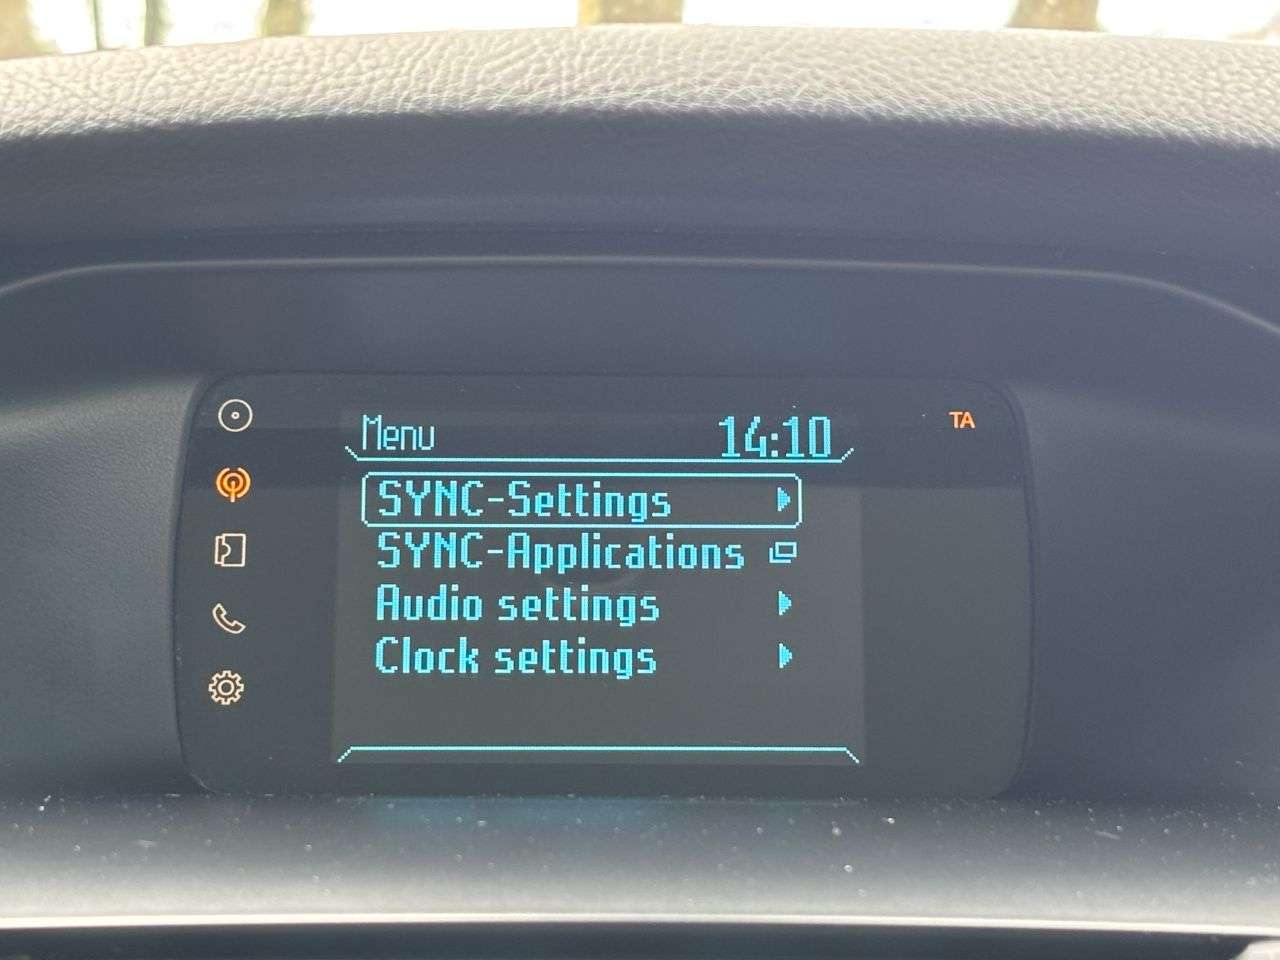 Menu 14:10 TA
SYNC-Settings
SYNC-Applications
Audio settings
Clock settings